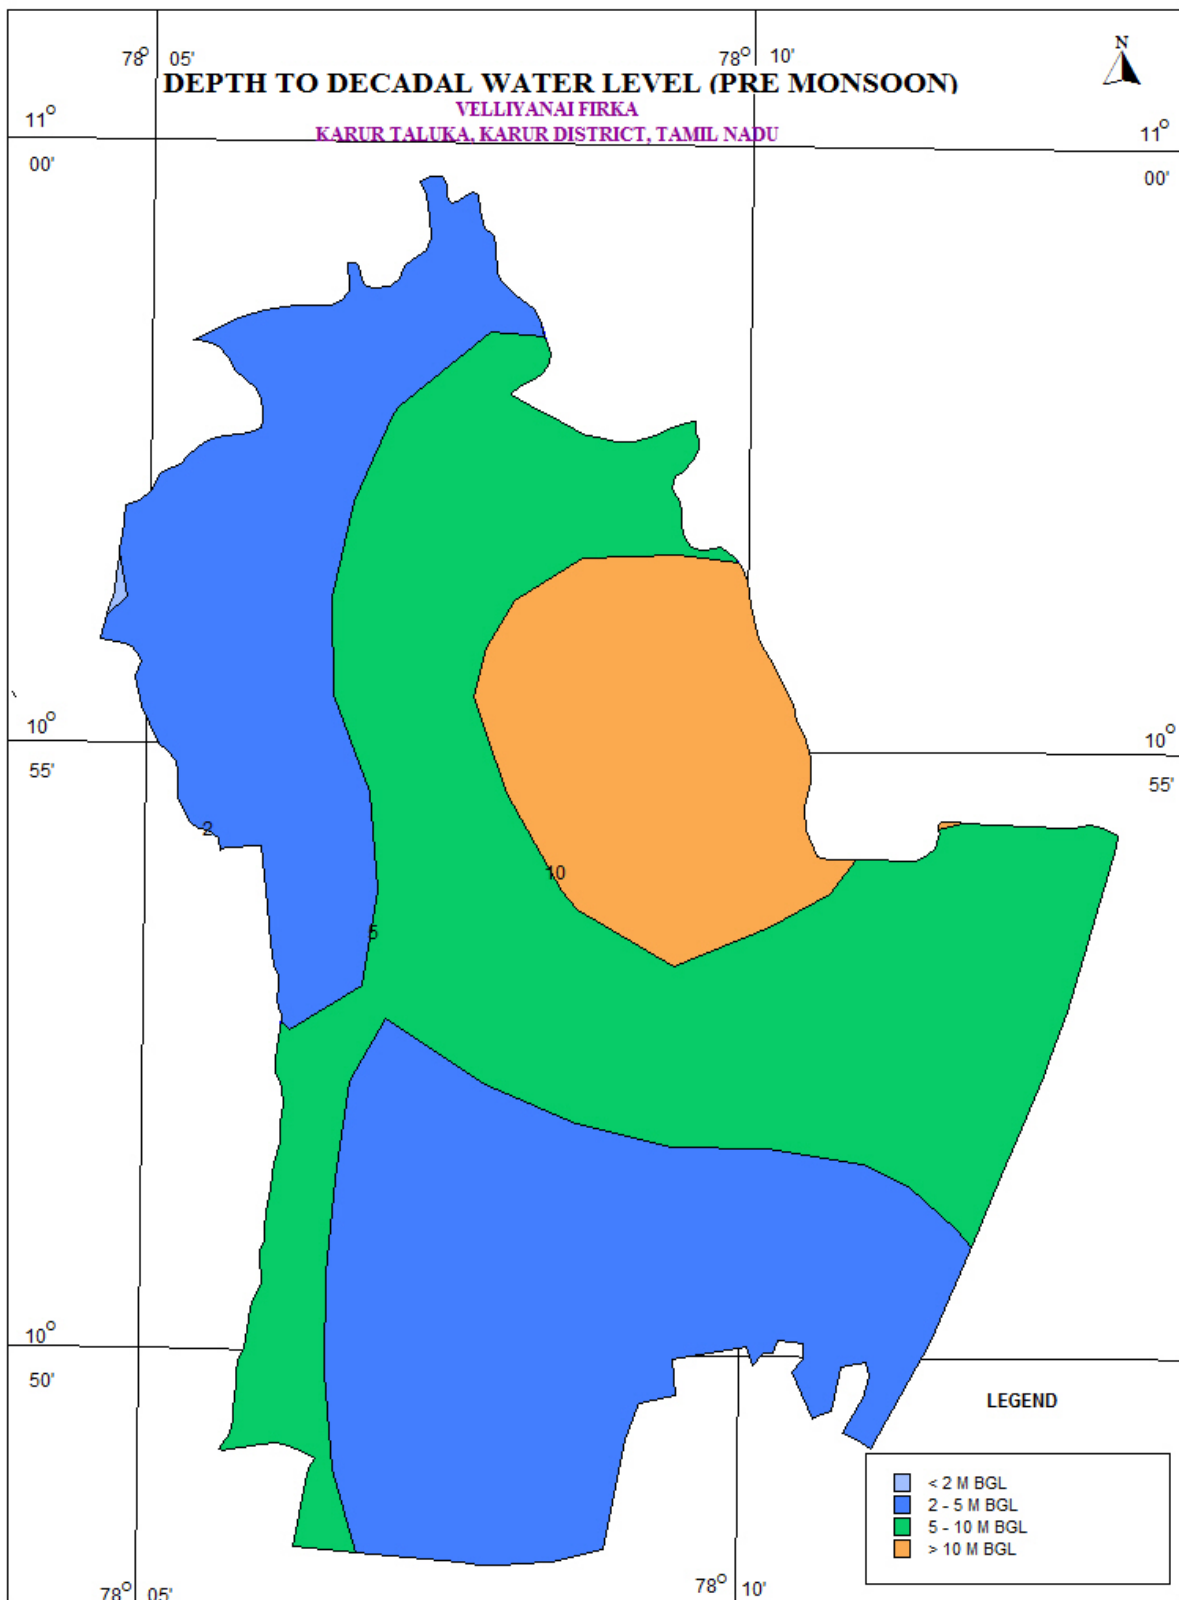 N
78° 05'
78° 10'
DEPTH TO DECADAL WATER LEVEL (PRE MONSOON)
VELLIYANAI FIRKA
KARUR TALUKA, KARUR DISTRICT, TAMIL NADU
11°
00'
11°
00'
10°
55'
10°
55'
2
10
5
10°
50'
LEGEND
< 2 M BGL
2 - 5 M BGL
5 - 10 M BGL
> 10 M BGL
78° 05'
78° 10'